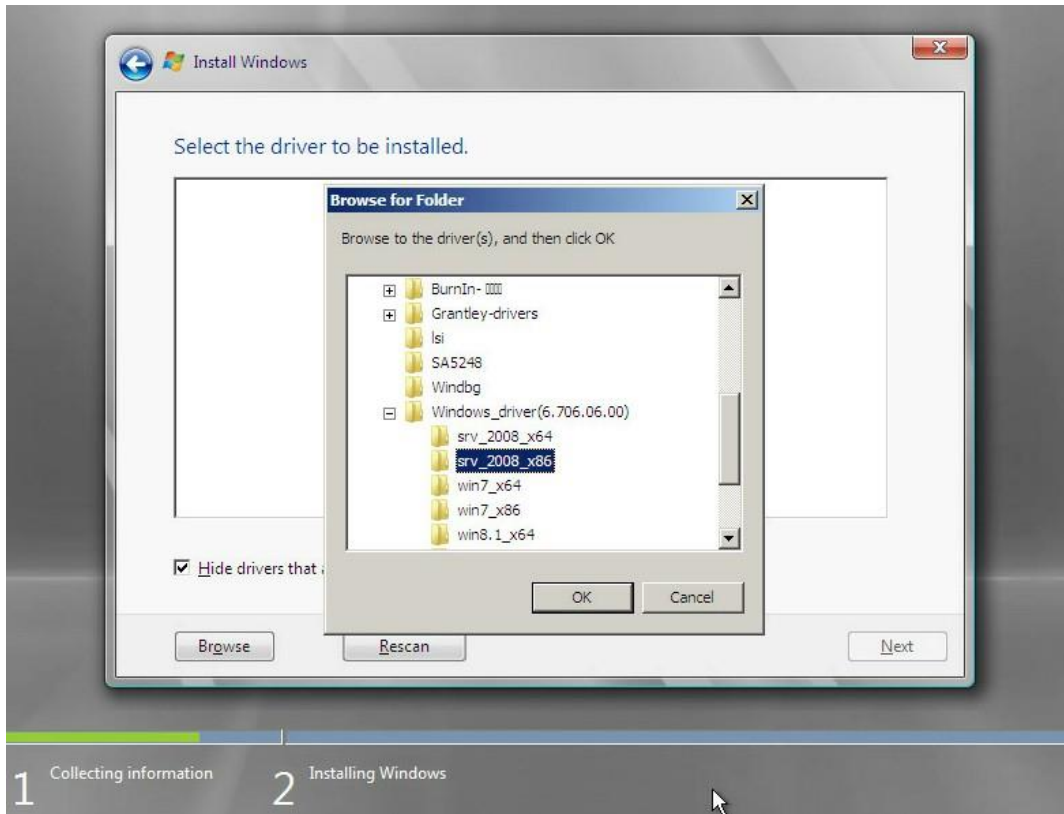 Install Windows
Select the driver to be installed.
Browse for Folder
Browse to the driver(s), and then click OK
BurnIn-
Grantley-drivers
lsi
SA5248
Windbg
Windows_driver(6.706.06.00)
srv_2008_x64
srv_2008_x86
win7_x64
win7_x86
win8.1_x64
Hide drivers that
OK
Cancel
Browse
Rescan
Next
1 Collecting information
2 Installing Windows